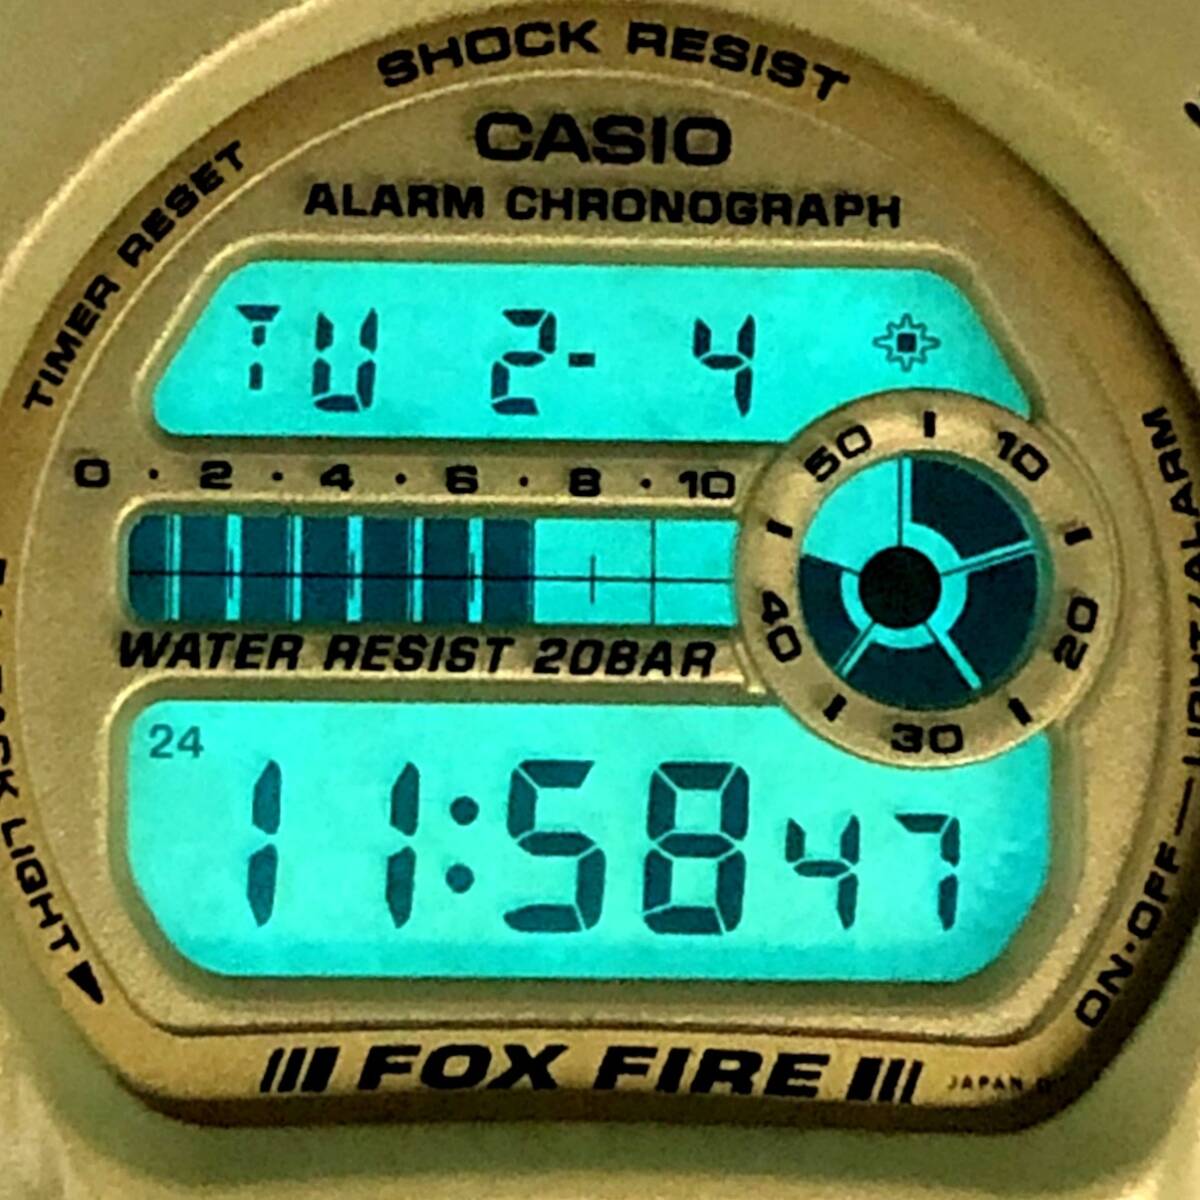 SHOCK RESIST
TIMER RESET
CASIO
ALARM CHRONOGRAPH
TU 2- 4
0 · 2 · 4 · 6 · 8 · 10
50 10
40 20
30
WATER RESIST 20BAR
24
11:58 47
LIGHT
ON·OFF
ALARM
FOX FIRE
JAPAN